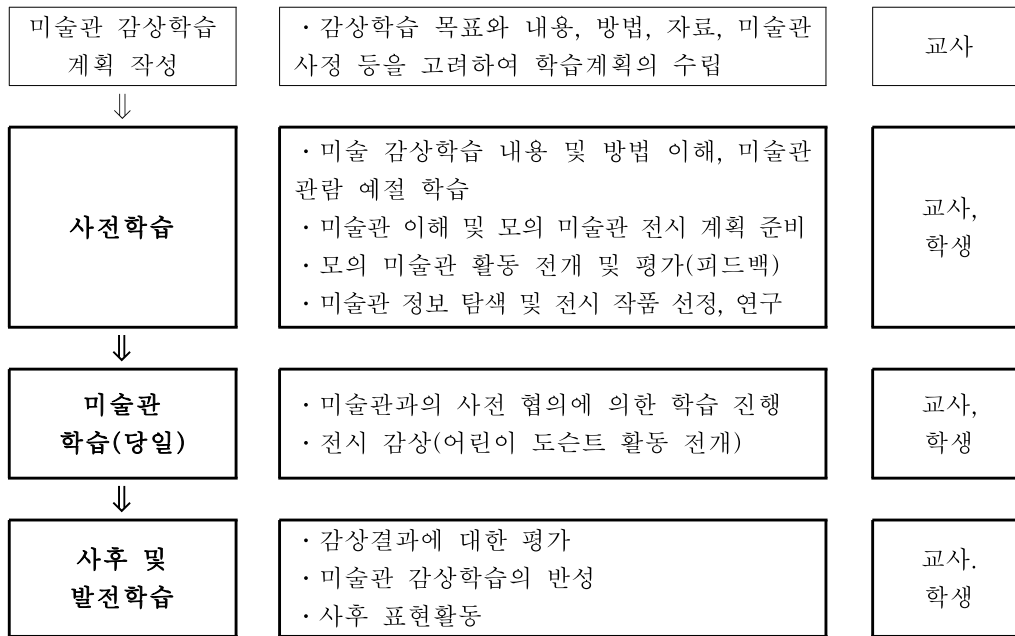 미술관 감상학습
계획 작성
· 감상학습 목표와 내용, 방법, 자료, 미술관
사정 등을 고려하여 학습계획의 수립
교사
⇓
사전학습
· 미술 감상학습 내용 및 방법 이해, 미술관
관람 예절 학습
· 미술관 이해 및 모의 미술관 전시 계획 준비
· 모의 미술관 활동 전개 및 평가(피드백)
· 미술관 정보 탐색 및 전시 작품 선정, 연구
교사,
학생
⇓
미술관
학습(당일)
· 미술관과의 사전 협의에 의한 학습 진행
· 전시 감상(어린이 도슨트 활동 전개)
교사,
학생
⇓
사후 및
발전학습
· 감상결과에 대한 평가
· 미술관 감상학습의 반성
· 사후 표현활동
교사.
학생